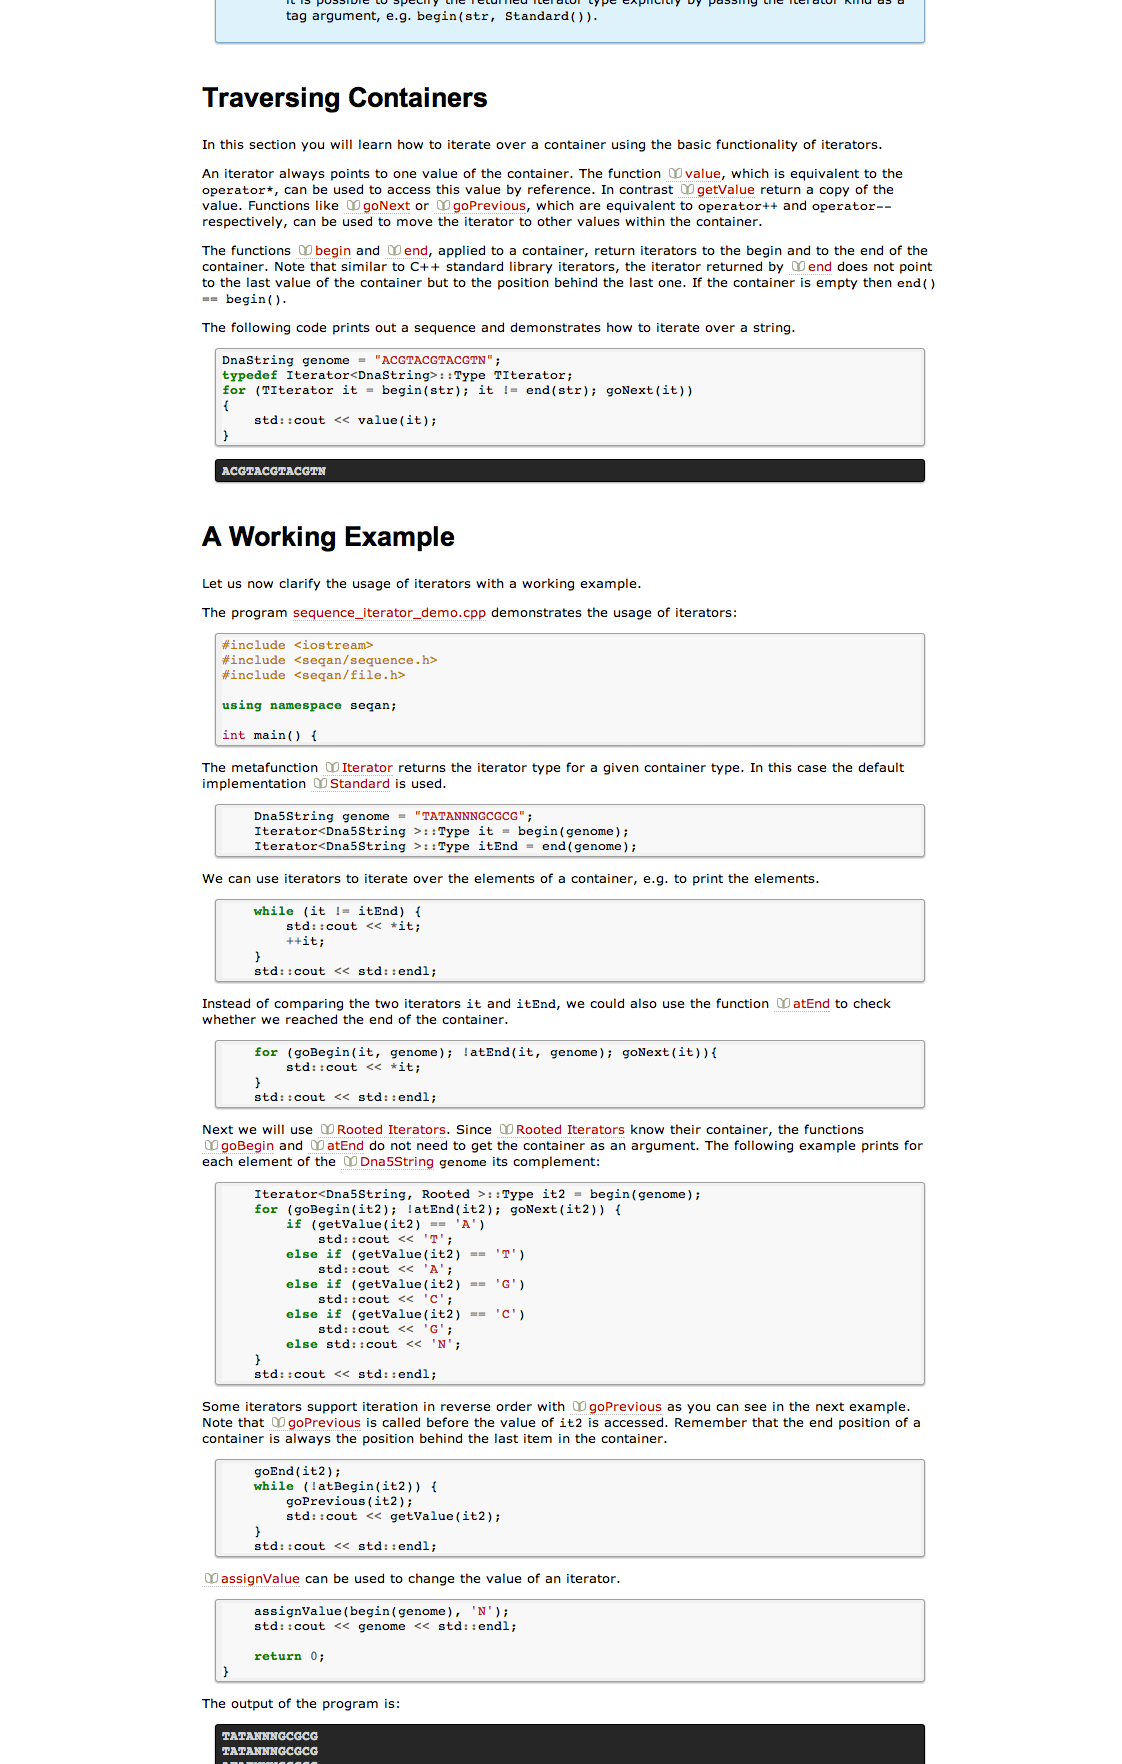 it is possible to specify the returned iterator type explicitly by passing the iterator kind as a
tag argument, e.g. begin(str, Standard()).
Traversing Containers
In this section you will learn how to iterate over a container using the basic functionality of iterators.
An iterator always points to one value of the container. The function value, which is equivalent to the
operator*, can be used to access this value by reference. In contrast getValue return a copy of the
value. Functions like goNext or goPrevious, which are equivalent to operator++ and operator--
respectively, can be used to move the iterator to other values within the container.
The functions begin and end, applied to a container, return iterators to the begin and to the end of the
container. Note that similar to C++ standard library iterators, the iterator returned by end does not point
to the last value of the container but to the position behind the last one. If the container is empty then end()
== begin().
The following code prints out a sequence and demonstrates how to iterate over a string.
DnaString genome = "ACGTACGTACGTN";
typedef Iterator<DnaString>::Type TIterator;
for (TIterator it = begin(str); it != end(str); goNext(it))
{
    std::cout << value(it);
}
ACGTACGTACGTN
A Working Example
Let us now clarify the usage of iterators with a working example.
The program sequence_iterator_demo.cpp demonstrates the usage of iterators:
#include <iostream>
#include <seqan/sequence.h>
#include <seqan/file.h>
using namespace seqan;
int main() {
The metafunction Iterator returns the iterator type for a given container type. In this case the default
implementation Standard is used.
    Dna5String genome = "TATANNNGCGCG";
    Iterator<Dna5String >::Type it = begin(genome);
    Iterator<Dna5String >::Type itEnd = end(genome);
We can use iterators to iterate over the elements of a container, e.g. to print the elements.
    while (it != itEnd) {
        std::cout << *it;
        ++it;
    }
    std::cout << std::endl;
Instead of comparing the two iterators it and itEnd, we could also use the function atEnd to check
whether we reached the end of the container.
    for (goBegin(it, genome); !atEnd(it, genome); goNext(it)){
        std::cout << *it;
    }
    std::cout << std::endl;
Next we will use Rooted Iterators. Since Rooted Iterators know their container, the functions
goBegin and atEnd do not need to get the container as an argument. The following example prints for
each element of the Dna5String genome its complement:
    Iterator<Dna5String, Rooted >::Type it2 = begin(genome);
    for (goBegin(it2); !atEnd(it2); goNext(it2)) {
        if (getValue(it2) == 'A')
            std::cout << 'T';
        else if (getValue(it2) == 'T')
            std::cout << 'A';
        else if (getValue(it2) == 'G')
            std::cout << 'C';
        else if (getValue(it2) == 'C')
            std::cout << 'G';
        else std::cout << 'N';
    }
    std::cout << std::endl;
Some iterators support iteration in reverse order with goPrevious as you can see in the next example.
Note that goPrevious is called before the value of it2 is accessed. Remember that the end position of a
container is always the position behind the last item in the container.
    goEnd(it2);
    while (!atBegin(it2)) {
        goPrevious(it2);
        std::cout << getValue(it2);
    }
    std::cout << std::endl;
assignValue can be used to change the value of an iterator.
    assignValue(begin(genome), 'N');
    std::cout << genome << std::endl;
    return 0;
}
The output of the program is:
TATANNNGCGCG
TATANNNGCGCG